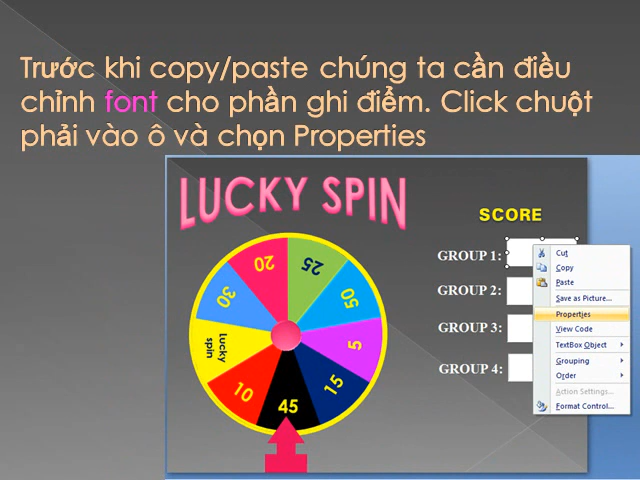 Trước khi copy/paste chúng ta cần điều
chỉnh font cho phần ghi điểm. Click chuột
phải vào ô và chọn Properties
LUCKY SPIN
SCORE
GROUP 1:
GROUP 2:
GROUP 3:
GROUP 4:
20
25
50
5
15
45
10
lucky
spin
30
Cut
Copy
Paste
Save as Picture...
Properties
View Code
TextBox Object
Grouping
Order
Action Settings...
Format Control...